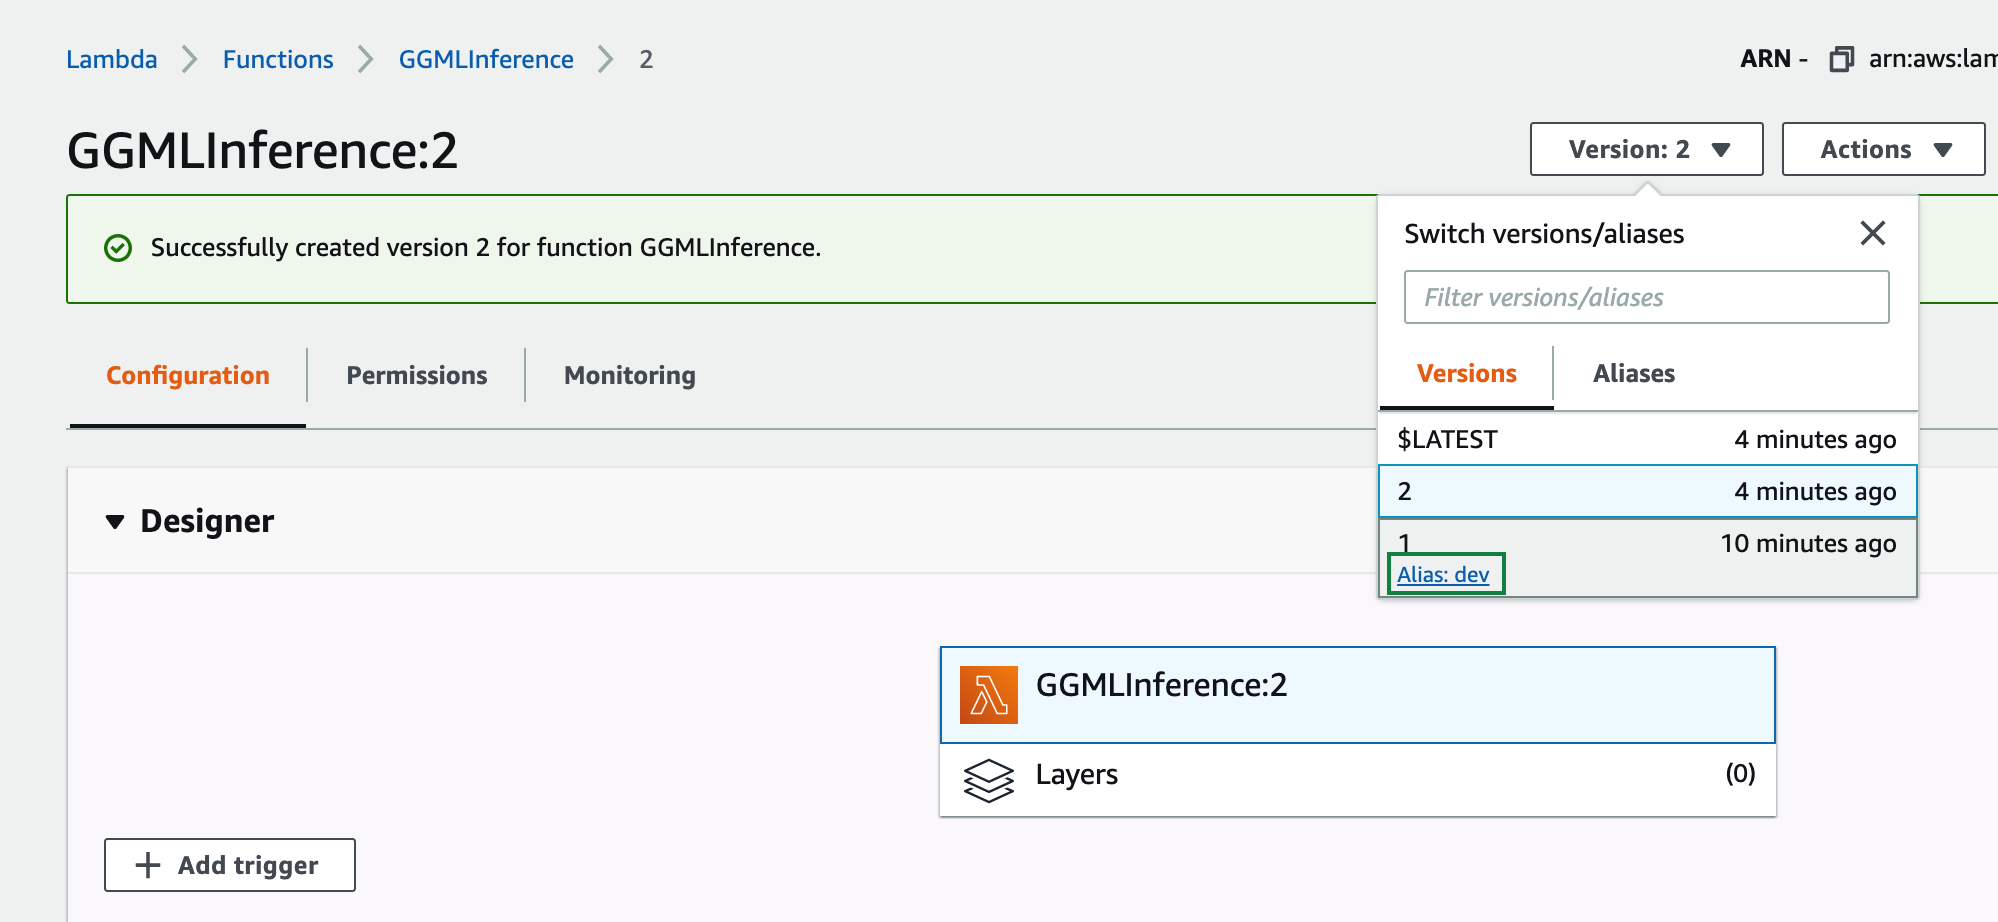 Lambda > Functions > GGMLInference > 2
ARN - arn:aws:lam
GGMLInference:2
Version: 2
Actions
Successfully created version 2 for function GGMLInference.
Switch versions/aliases
Filter versions/aliases
Configuration
Permissions
Monitoring
Versions
Aliases
$LATEST 4 minutes ago
2 4 minutes ago
1 10 minutes ago
Alias: dev
Designer
GGMLInference:2
Layers (0)
Add trigger